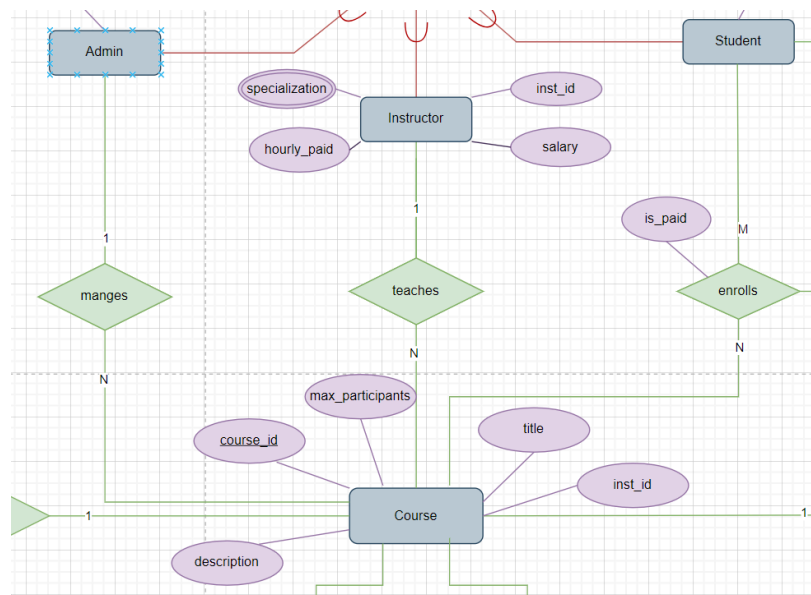 Admin
Student
specialization
inst_id
Instructor
hourly_paid
salary
1
1
is_paid
M
manges
teaches
enrolls
N
N
N
max_participants
course_id
title
inst_id
1
Course
1
description